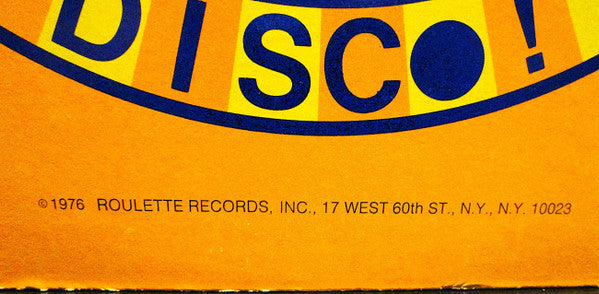 DISCO!
© 1976 ROULETTE RECORDS, INC., 17 WEST 60th ST., N.Y., N.Y. 10023